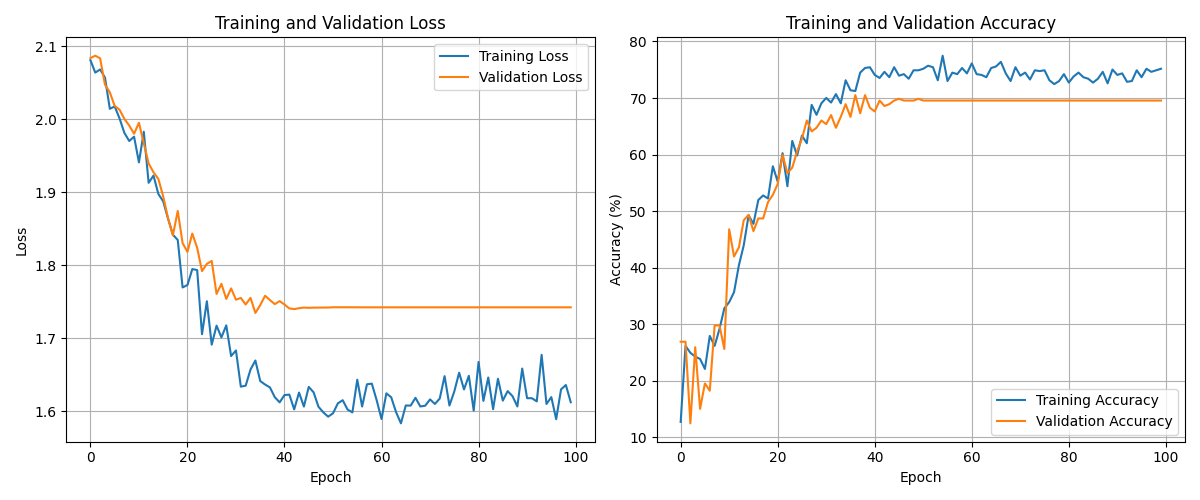 Training and Validation Loss
2.1
2.0
1.9
1.8
1.7
1.6
Loss
0
20
40
60
80
100
Epoch
Training Loss
Validation Loss
Training and Validation Accuracy
80
70
60
50
40
30
20
10
Accuracy (%)
0
20
40
60
80
100
Epoch
Training Accuracy
Validation Accuracy